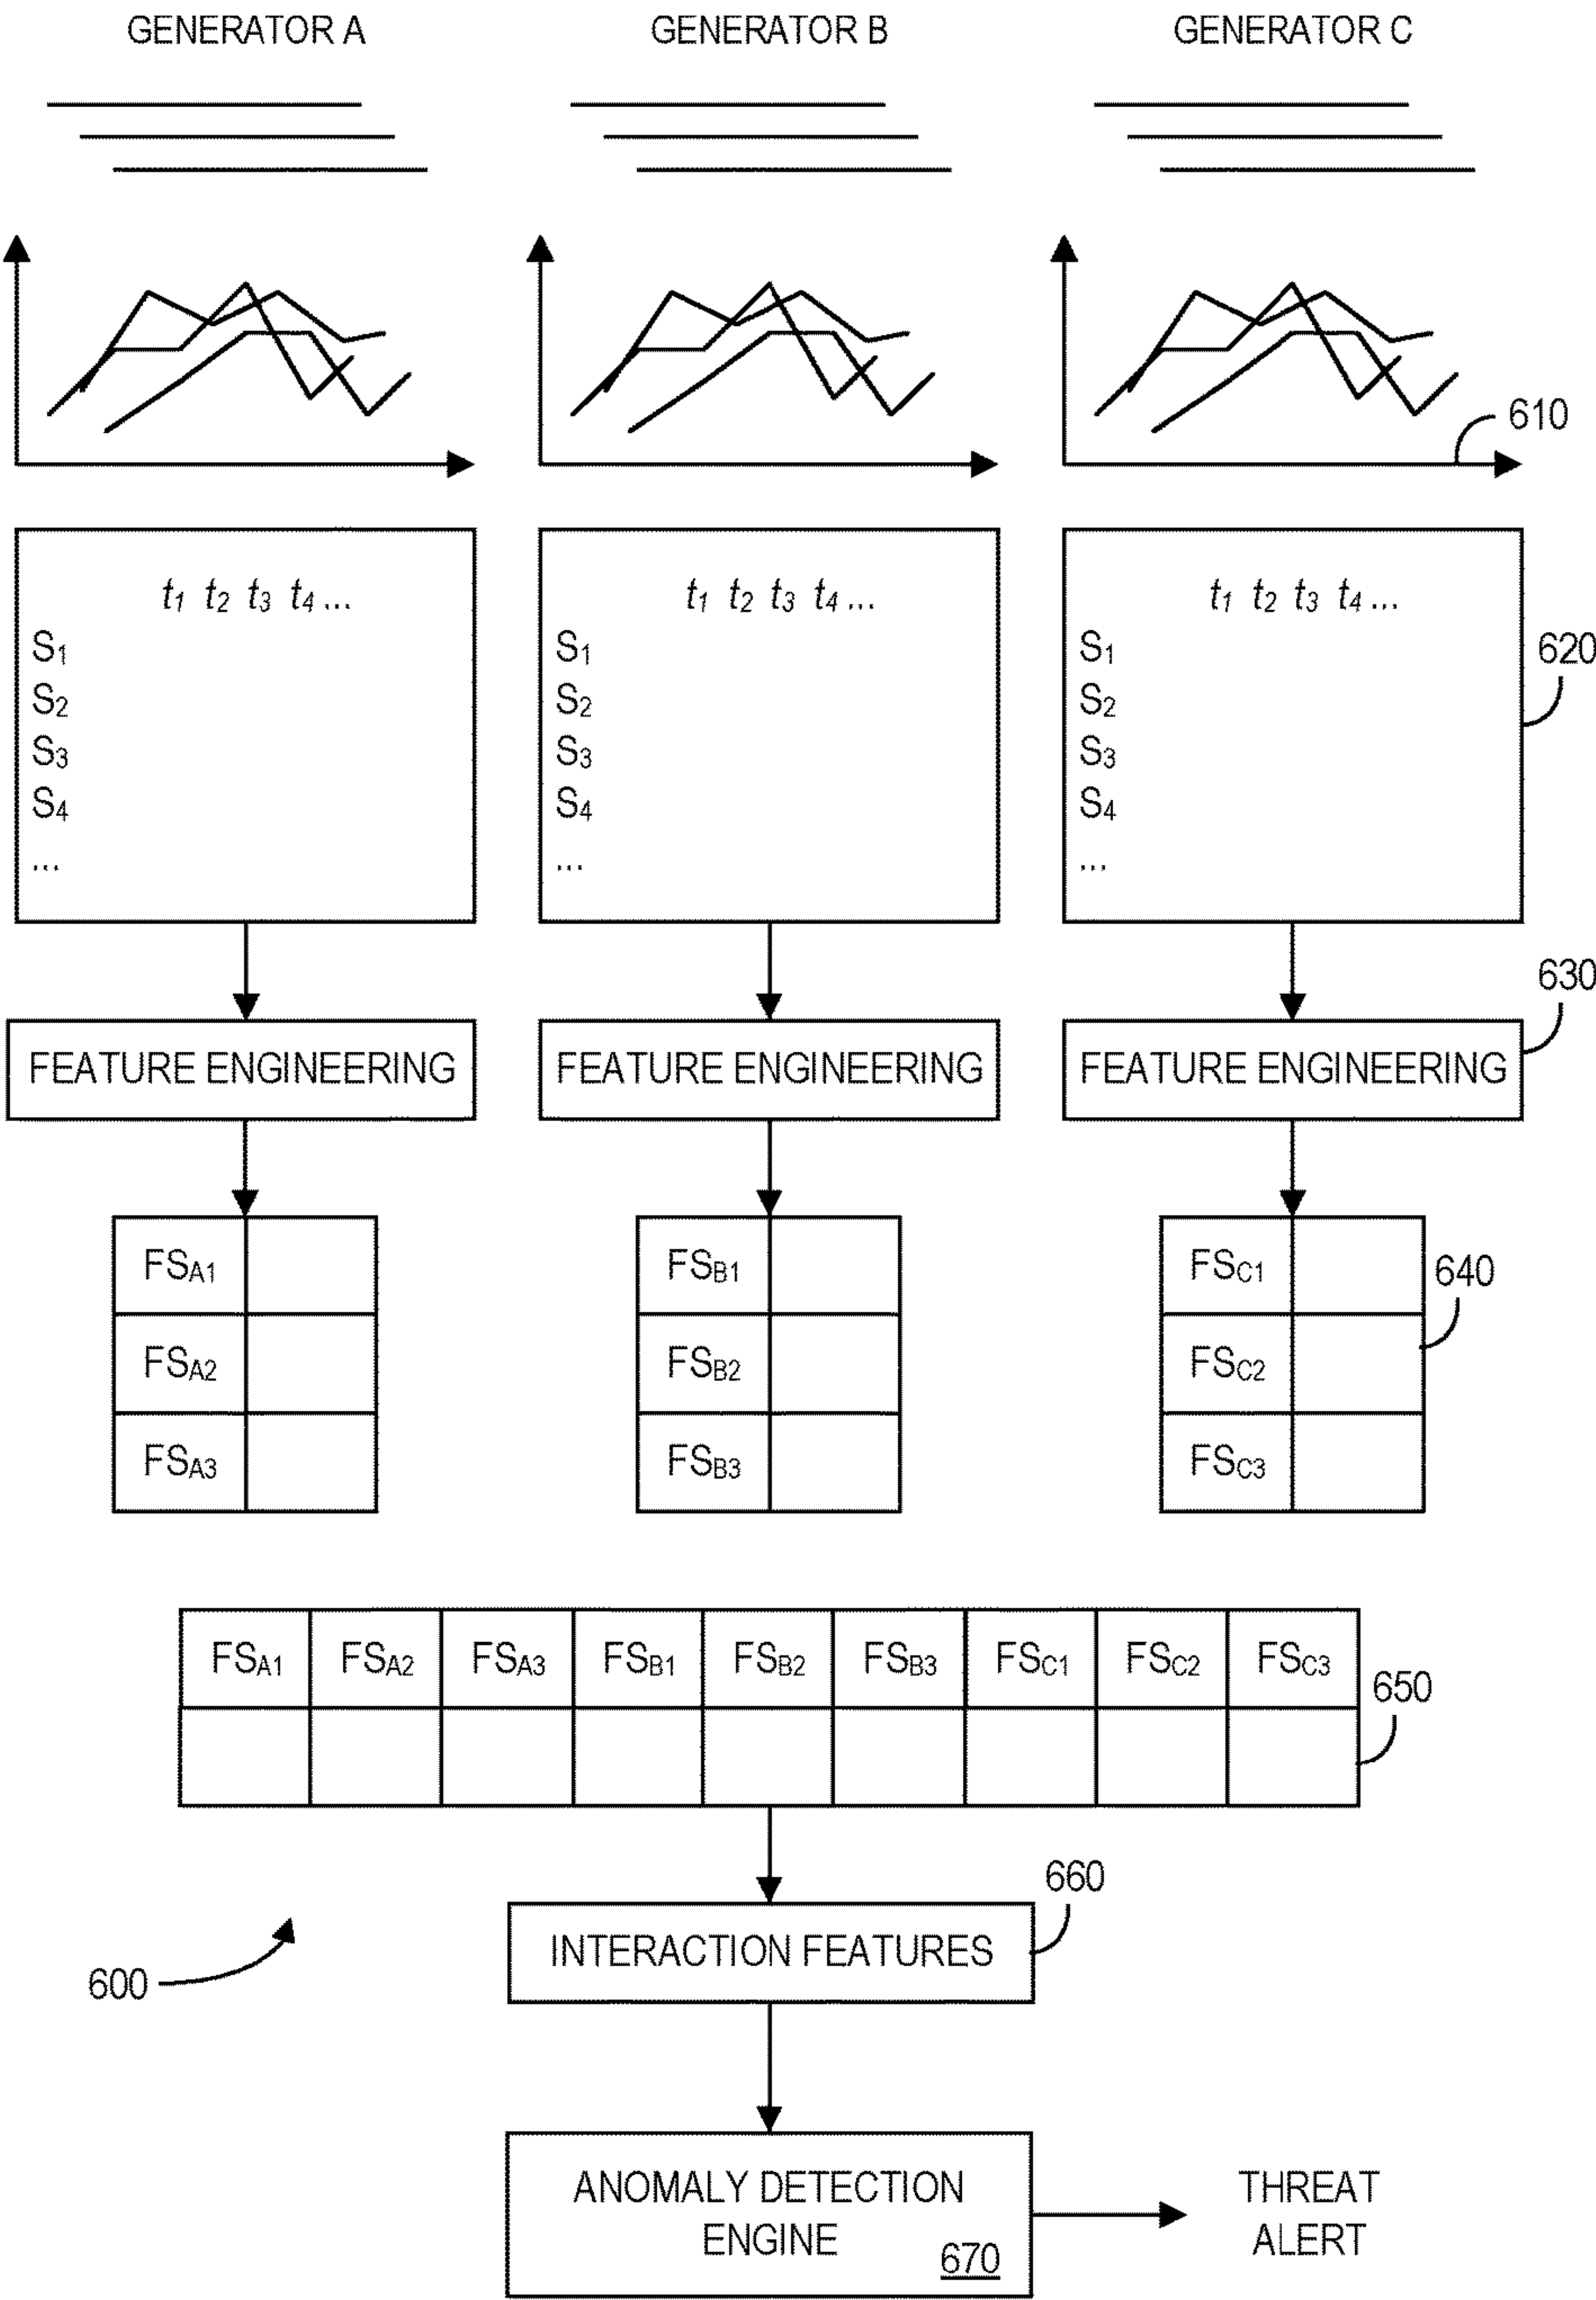 GENERATOR A GENERATOR B GENERATOR C
610
t1 t2 t3 t4 ... t1 t2 t3 t4 ... t1 t2 t3 t4 ...
S1 S1 S1
620
S2 S2 S2
S3 S3 S3
S4 S4 S4
... ... ...
630
FEATURE ENGINEERING FEATURE ENGINEERING FEATURE ENGINEERING
FSA1 FSB1 FSC1
640
FSA2 FSB2 FSC2
FSA3 FSB3 FSC3
FSA1 FSA2 FSA3 FSB1 FSB2 FSB3 FSC1 FSC2 FSC3
650
660
INTERACTION FEATURES
600
ANOMALY DETECTION
ENGINE 670
THREAT
ALERT